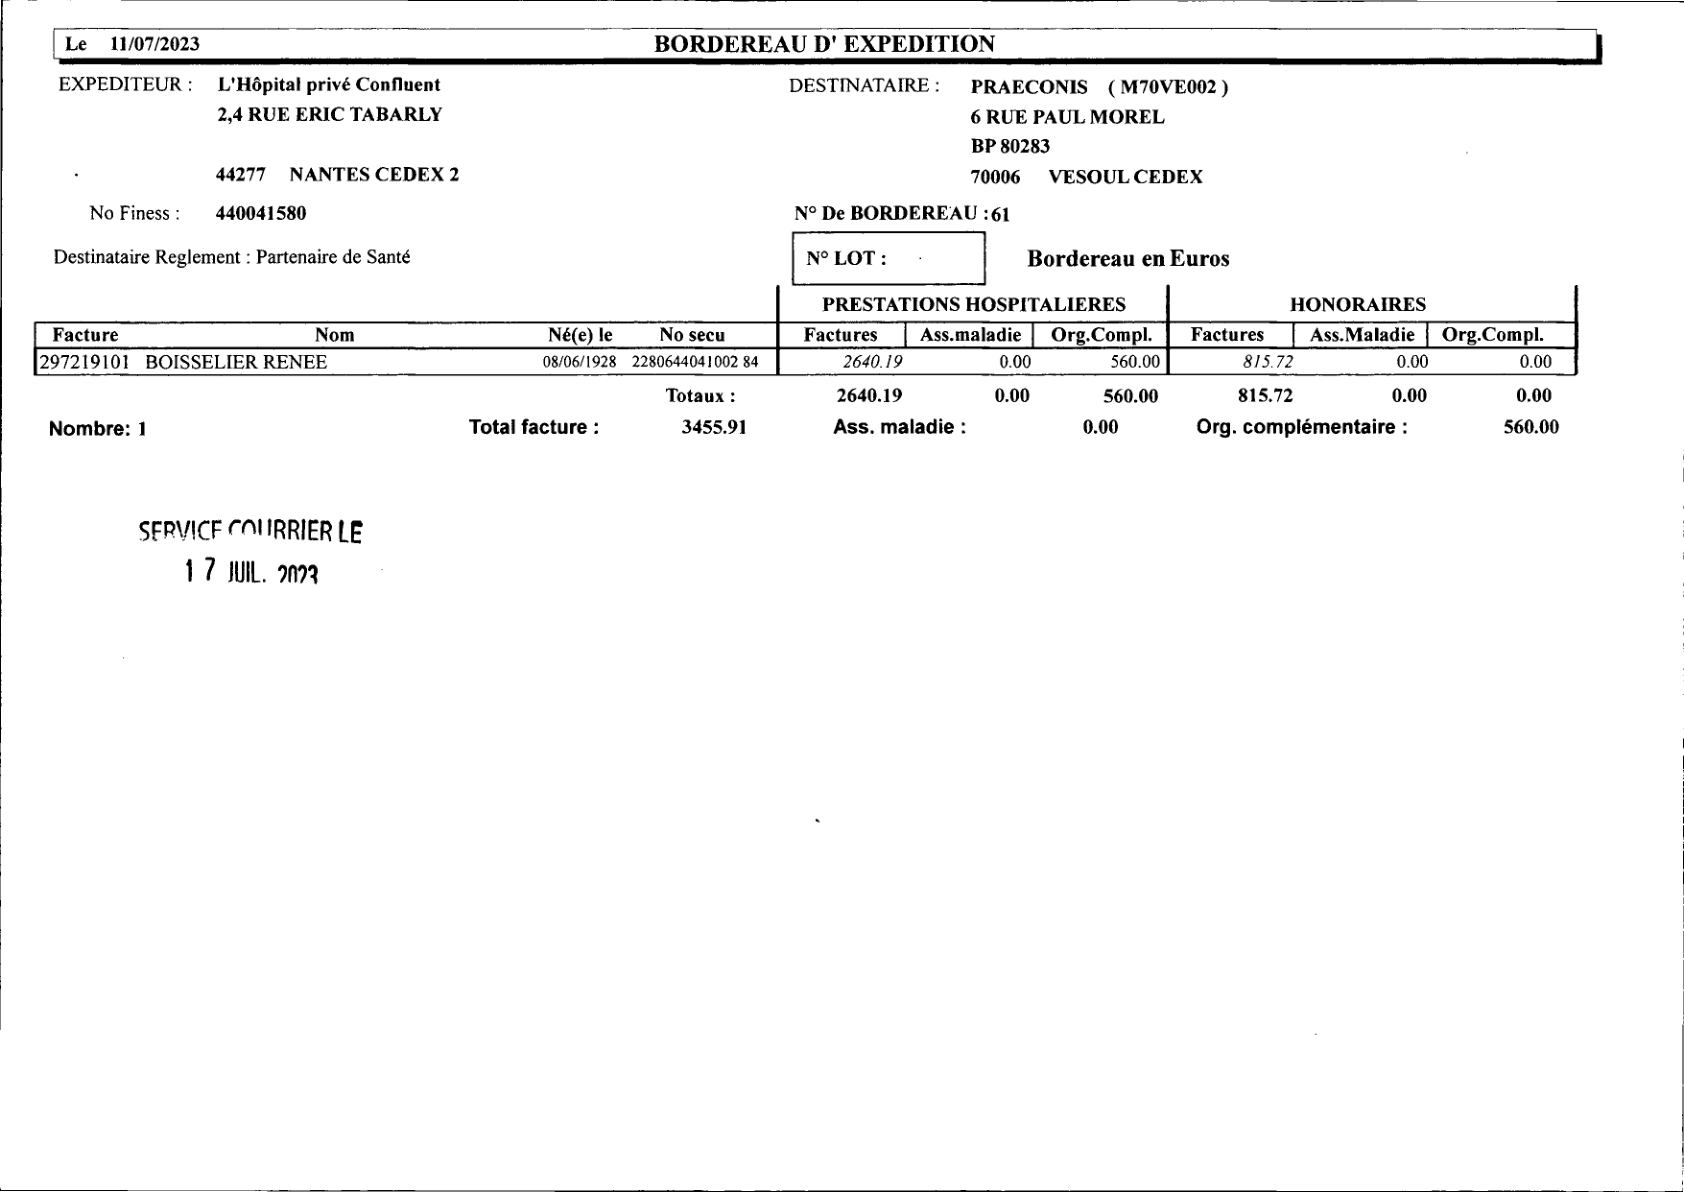 Le 11/07/2023 BORDEREAU D' EXPEDITION
EXPEDITEUR : L'Hôpital privé Confluent DESTINATAIRE : PRAECONIS ( M70VE002 )
2,4 RUE ERIC TABARLY 6 RUE PAUL MOREL
BP 80283
44277 NANTES CEDEX 2 70006 VESOUL CEDEX
No Finess : 440041580 N° De BORDEREAU :61
Destinataire Reglement : Partenaire de Santé N° LOT : Bordereau en Euros
PRESTATIONS HOSPITALIERES HONORAIRES
Facture Nom Né(e) le No secu Factures Ass.maladie Org.Compl. Factures Ass.Maladie Org.Compl.
297219101 BOISSELIER RENEE 08/06/1928 2280644041002 84 2640.19 0.00 560.00 815.72 0.00 0.00
Totaux : 2640.19 0.00 560.00 815.72 0.00 0.00
Nombre: 1 Total facture : 3455.91 Ass. maladie : 0.00 Org. complémentaire : 560.00
SERVICE COURRIER LE
17 JUIL. 2023